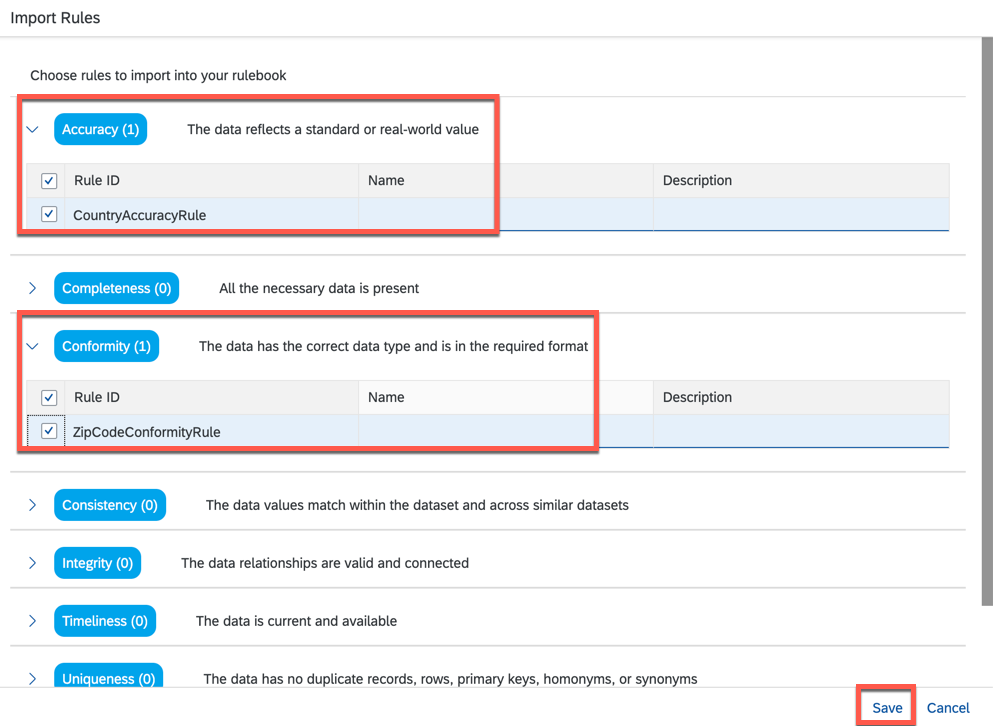 Import Rules
Choose rules to import into your rulebook
Accuracy (1) The data reflects a standard or real-world value
Rule ID Name Description
CountryAccuracyRule
Completeness (0) All the necessary data is present
Conformity (1) The data has the correct data type and is in the required format
Rule ID Name Description
ZipCodeConformityRule
Consistency (0) The data values match within the dataset and across similar datasets
Integrity (0) The data relationships are valid and connected
Timeliness (0) The data is current and available
Uniqueness (0) The data has no duplicate records, rows, primary keys, homonyms, or synonyms
Save Cancel